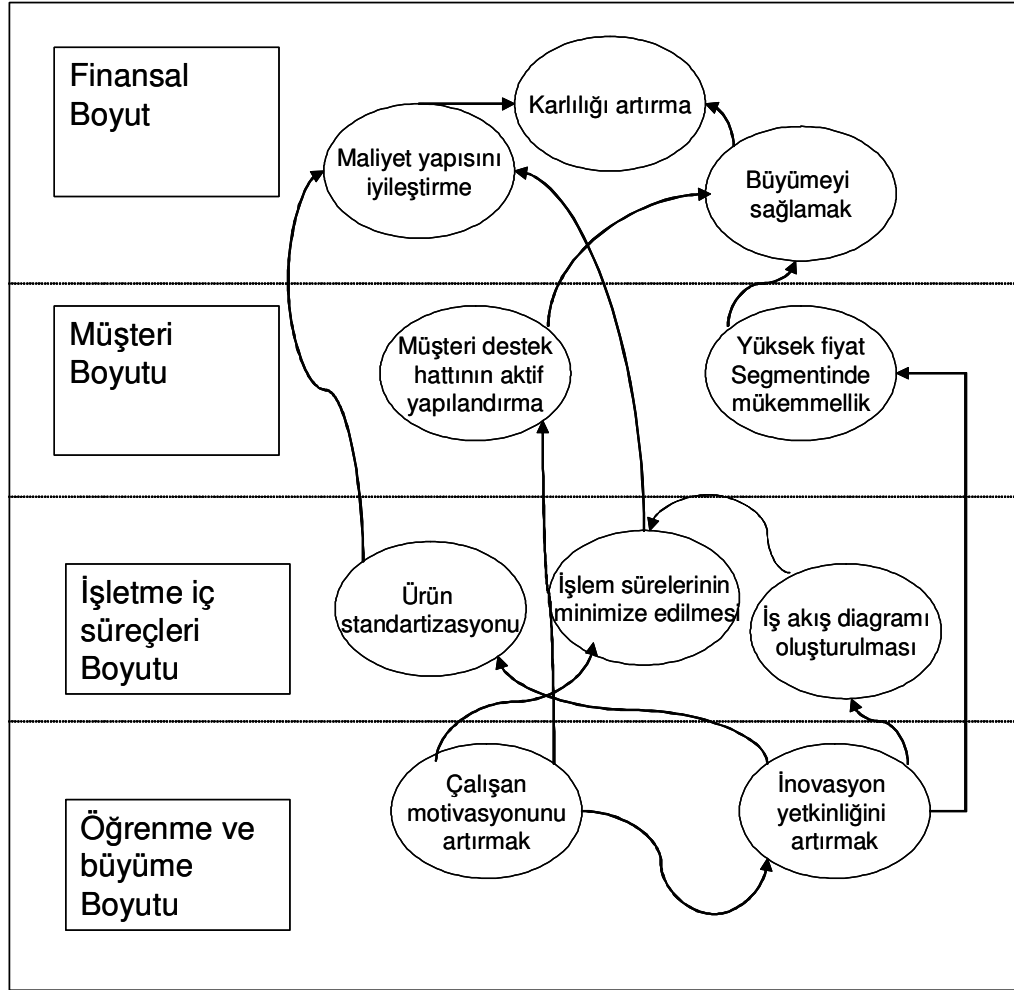 Finansal
Boyut
Karlılığı artırma
Maliyet yapısını
iyileştirme
Büyümeyi
sağlamak
Müşteri
Boyutu
Müşteri destek
hattının aktif
yapılandırma
Yüksek fiyat
Segmentinde
mükemmellik
İşletme iç
süreçleri
Boyutu
Ürün
standartizasyonu
İşlem sürelerinin
minimize edilmesi
İş akış diagramı
oluşturulması
Öğrenme ve
büyüme
Boyutu
Çalışan
motivasyonunu
artırmak
İnovasyon
yetkinliğini
artırmak